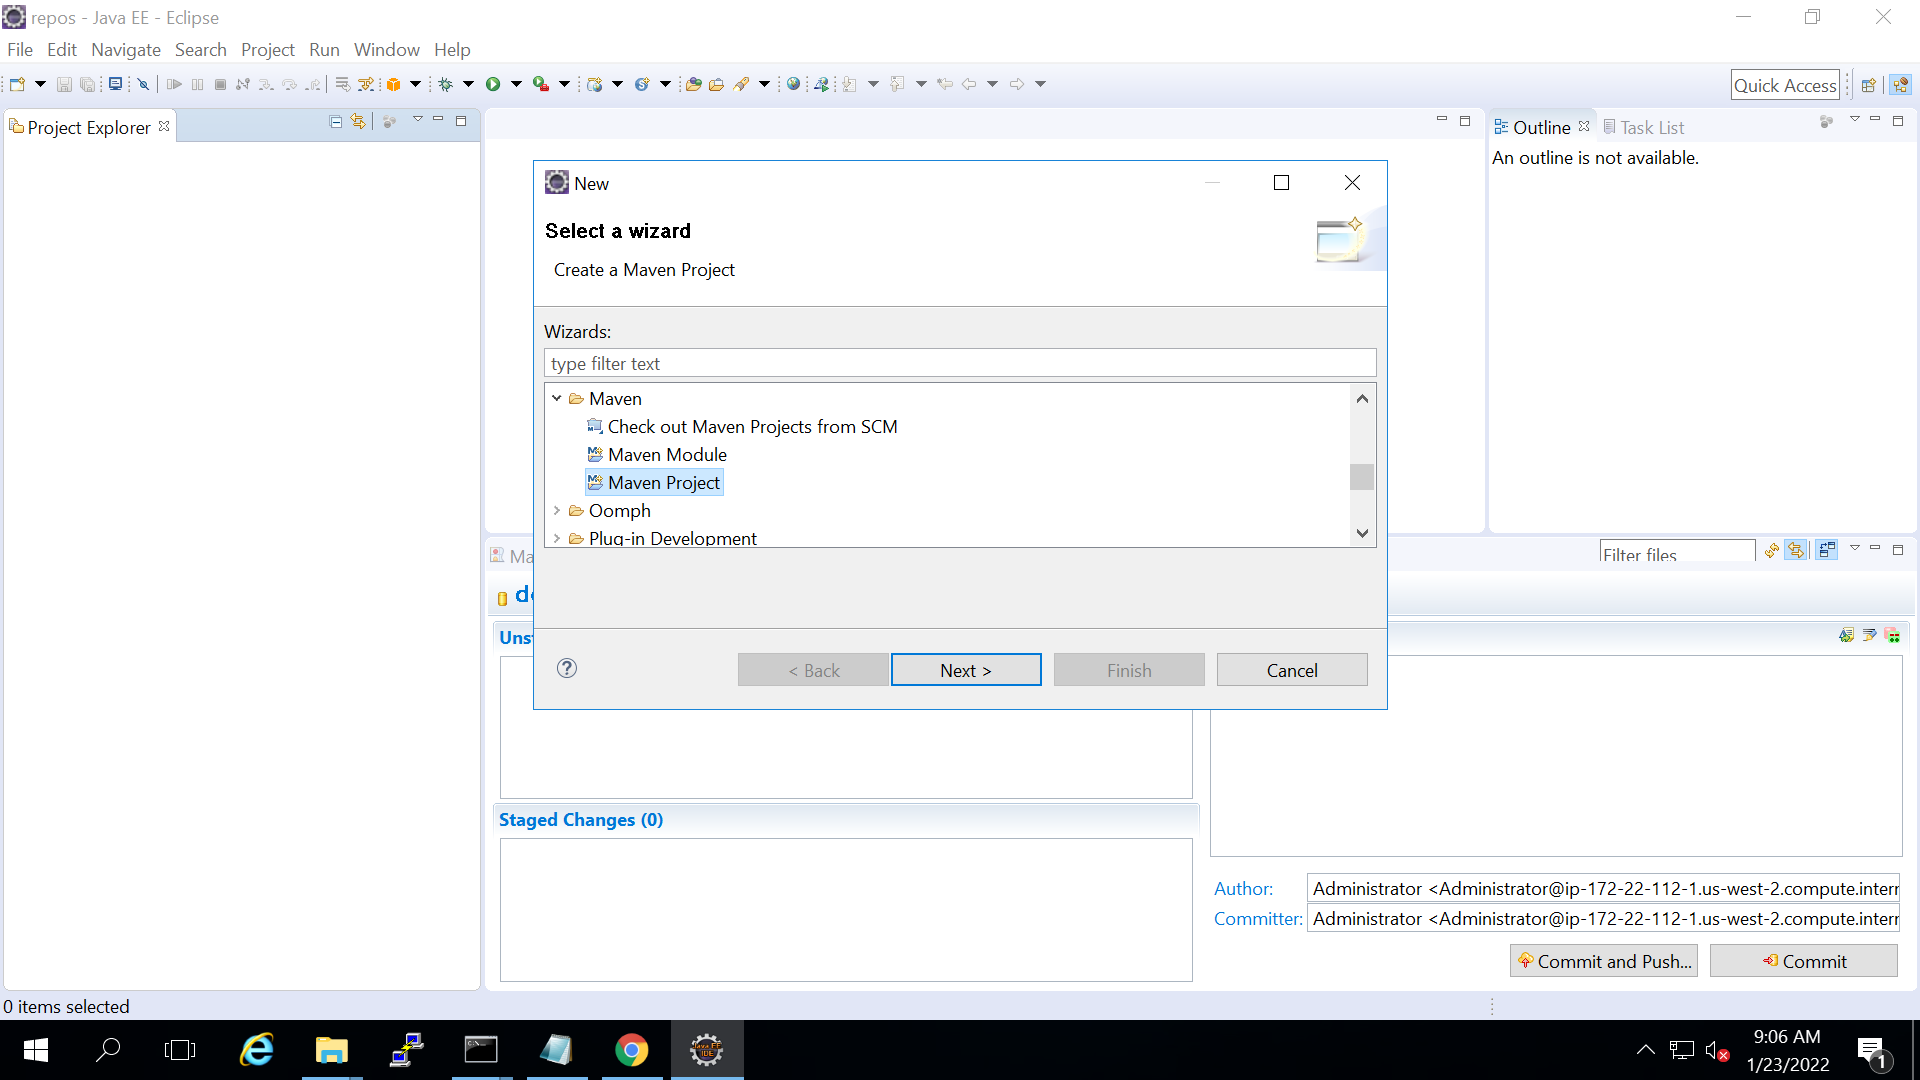 repos - Java EE - Eclipse
File Edit Navigate Search Project Run Window Help
Quick Access
Project Explorer
Outline
Task List
An outline is not available.
New
Select a wizard
Create a Maven Project
Wizards:
type filter text
Maven
Check out Maven Projects from SCM
Maven Module
Maven Project
Oomph
Plug-in Development
Filter files
< Back
Next >
Finish
Cancel
Staged Changes (0)
Author:
Administrator <Administrator@ip-172-22-112-1.us-west-2.compute.intern
Committer:
Administrator <Administrator@ip-172-22-112-1.us-west-2.compute.intern
Commit and Push...
Commit
0 items selected
Java EE
IDE
9:06 AM
1/23/2022
1